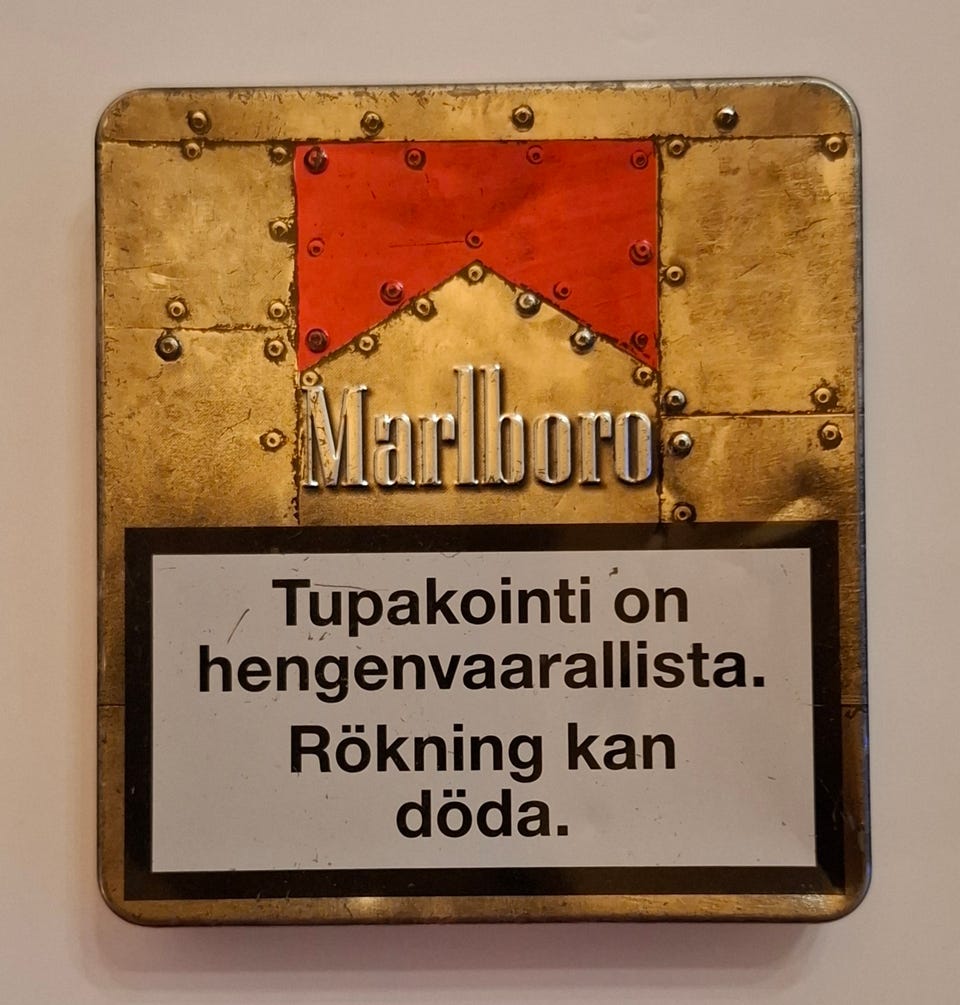 Marlboro
Tupakointi on
hengenvaarallista.
Rökning kan
döda.